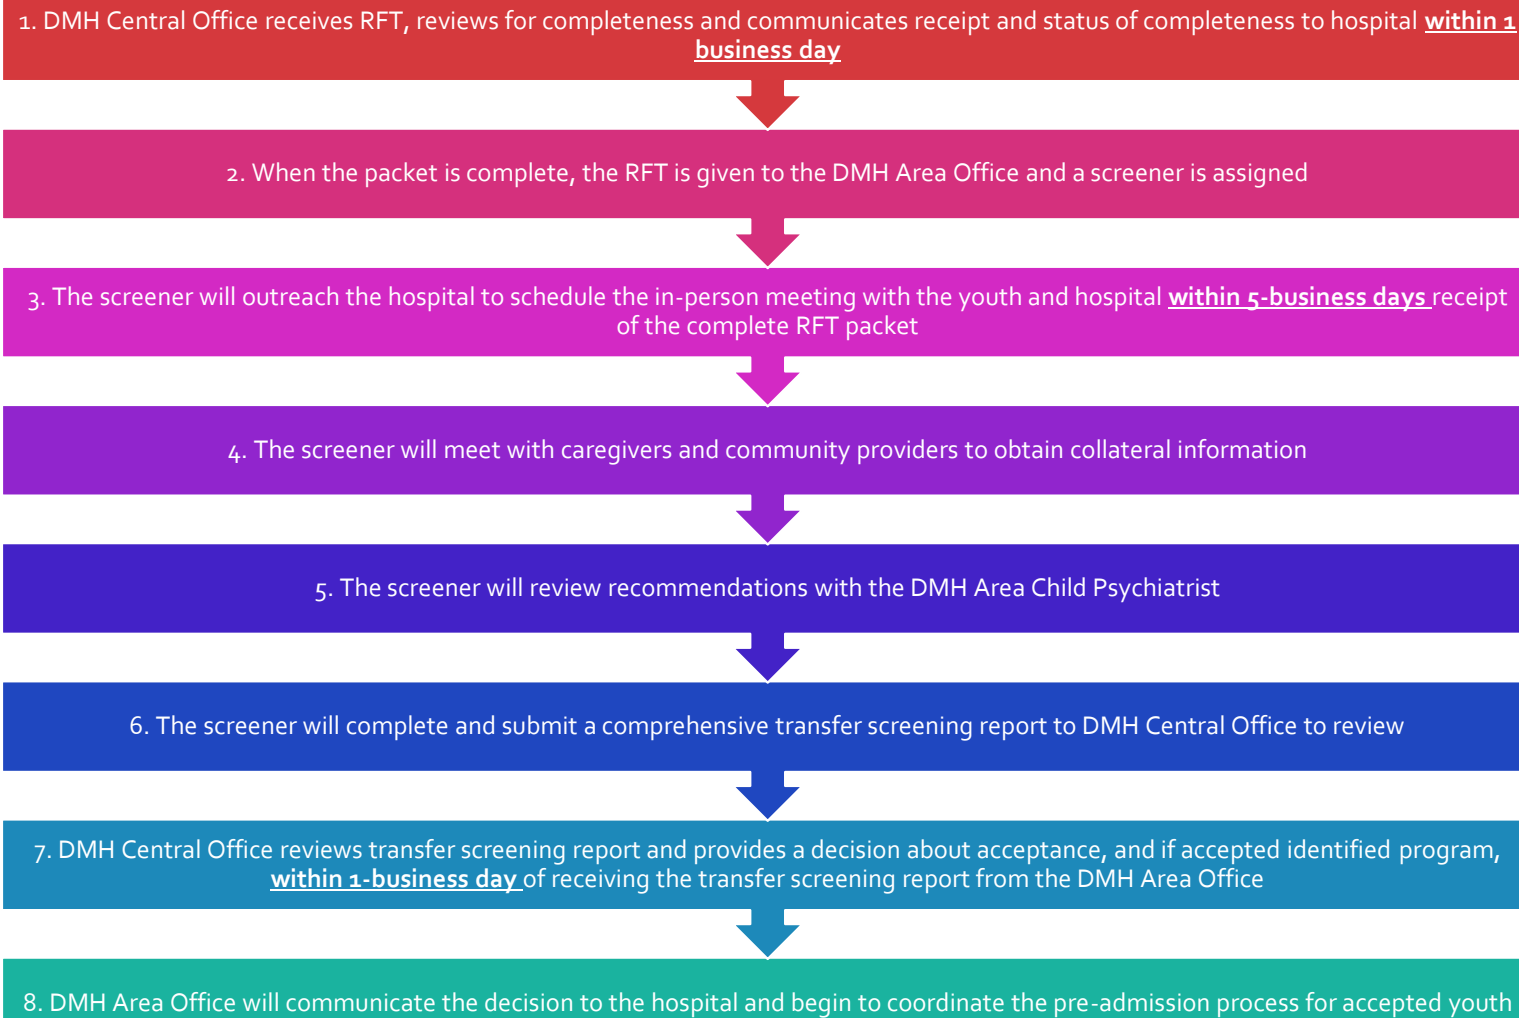 1. DMH Central Office receives RFT, reviews for completeness and communicates receipt and status of completeness to hospital within 1
business day
2. When the packet is complete, the RFT is given to the DMH Area Office and a screener is assigned
3. The screener will outreach the hospital to schedule the in-person meeting with the youth and hospital within 5-business days receipt
of the complete RFT packet
4. The screener will meet with caregivers and community providers to obtain collateral information
5. The screener will review recommendations with the DMH Area Child Psychiatrist
6. The screener will complete and submit a comprehensive transfer screening report to DMH Central Office to review
7. DMH Central Office reviews transfer screening report and provides a decision about acceptance, and if accepted identified program,
within 1-business day of receiving the transfer screening report from the DMH Area Office
8. DMH Area Office will communicate the decision to the hospital and begin to coordinate the pre-admission process for accepted youth